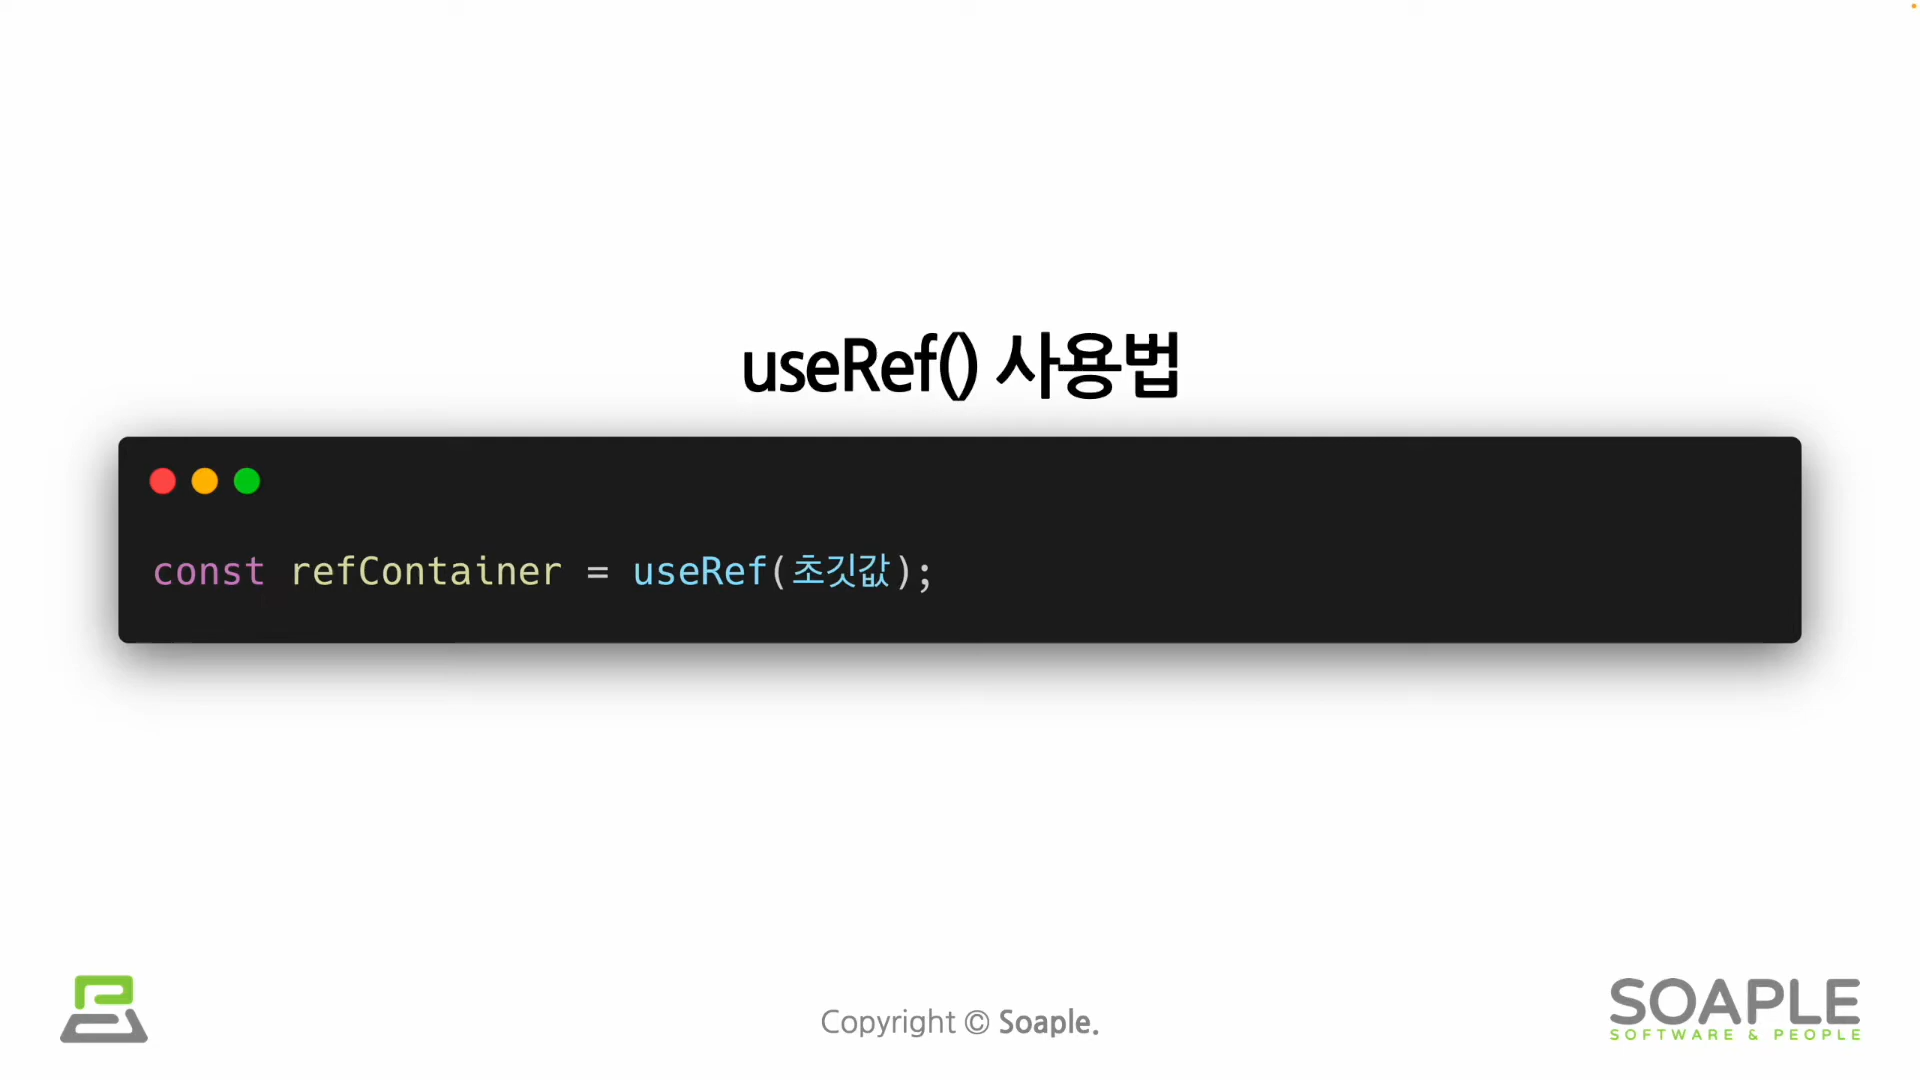 useRef() 사용법
const refContainer = useRef(초깃값);
Copyright © Soaple.
SOAPLE
SOFTWARE & PEOPLE